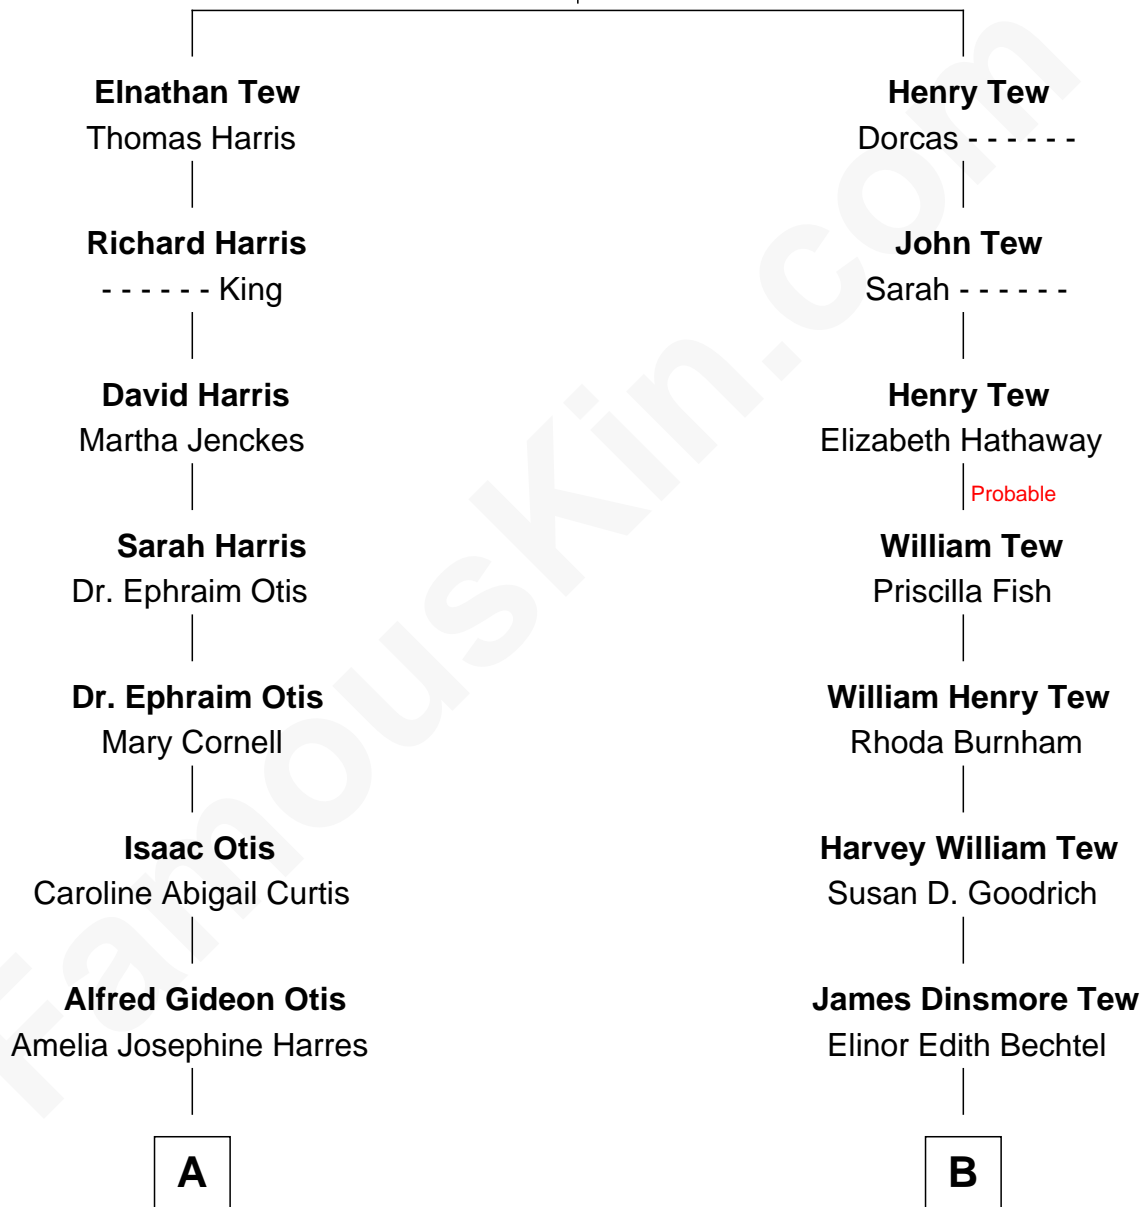 Elnathan Tew
Thomas Harris
Henry Tew
Dorcas - - - - - -
Richard Harris
- - - - - - King
John Tew
Sarah - - - - - -
David Harris
Martha Jenckes
Henry Tew
Elizabeth Hathaway
Probable
Sarah Harris
Dr. Ephraim Otis
William Tew
Priscilla Fish
Dr. Ephraim Otis
Mary Cornell
William Henry Tew
Rhoda Burnham
Isaac Otis
Caroline Abigail Curtis
Harvey William Tew
Susan D. Goodrich
Alfred Gideon Otis
Amelia Josephine Harres
James Dinsmore Tew
Elinor Edith Bechtel
A
B
FamousKin.com